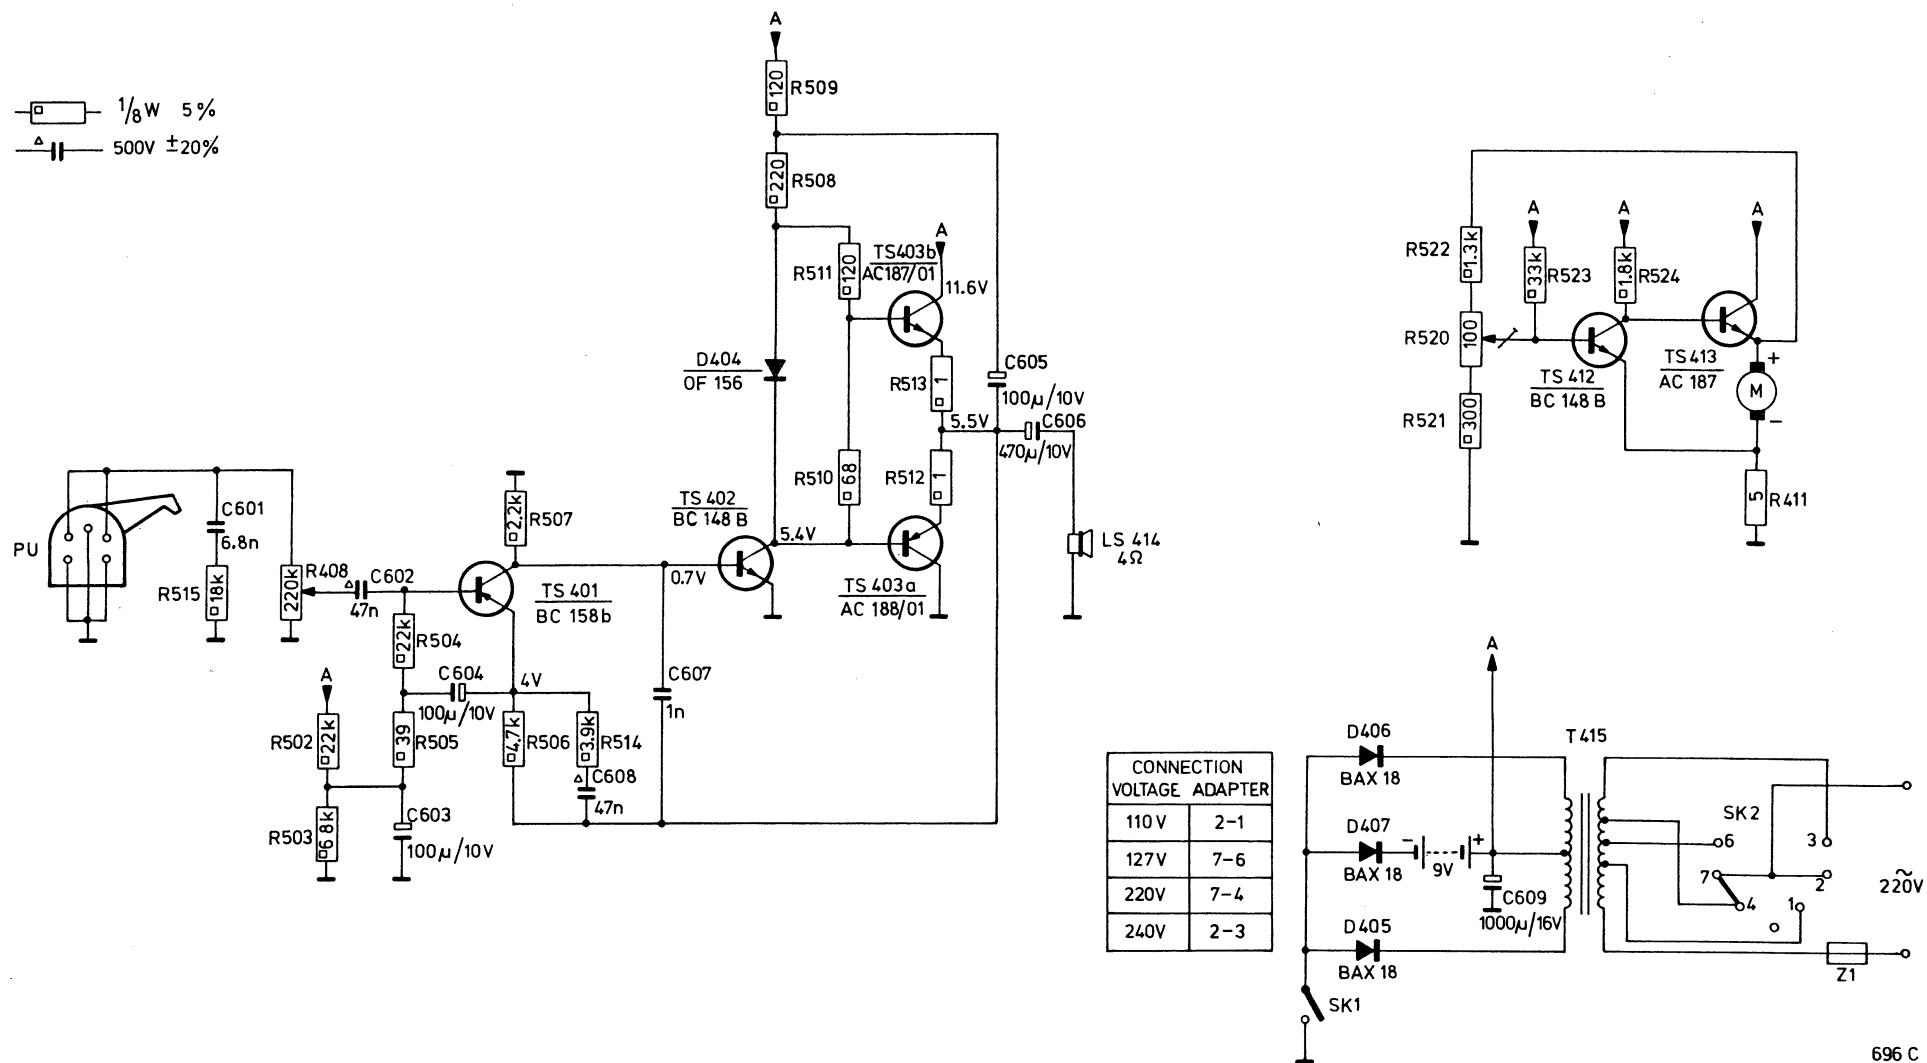 1/8 W 5%
500V ±20%
A
120 R509
220 R508
R511 120
TS403b
AC187/01
A
11.6V
D404
OF 156
R513 1
C605
100µ/10V
5.5V
C606
470µ/10V
R510 68
R512 1
TS 402
BC 148 B
5.4V
0.7V
TS 403a
AC 188/01
LS 414
4Ω
PU
C601
6.8n
R515 18k
R408
220k
C602
47n
2.2k R507
TS 401
BC 158b
22k R504
C604
100µ/10V
4V
C607
1n
A
R502 22k
39 R505
4.7k R506
3.9k R514
C608
47n
R503 6.8k
C603
100µ/10V
A
A
A
R522 1.3k
33k R523
1.8k R524
R520 100
TS 412
BC 148 B
TS 413
AC 187
+
M
-
R521 300
5 R411
CONNECTION
VOLTAGE ADAPTER
110 V 2-1
127V 7-6
220V 7-4
240V 2-3
A
D406
BAX 18
T 415
D407
BAX 18
- +
9V
C609
1000µ/16V
D405
BAX 18
SK1
SK2
6
3
7
2
4
1
~
220V
Z1
696 C